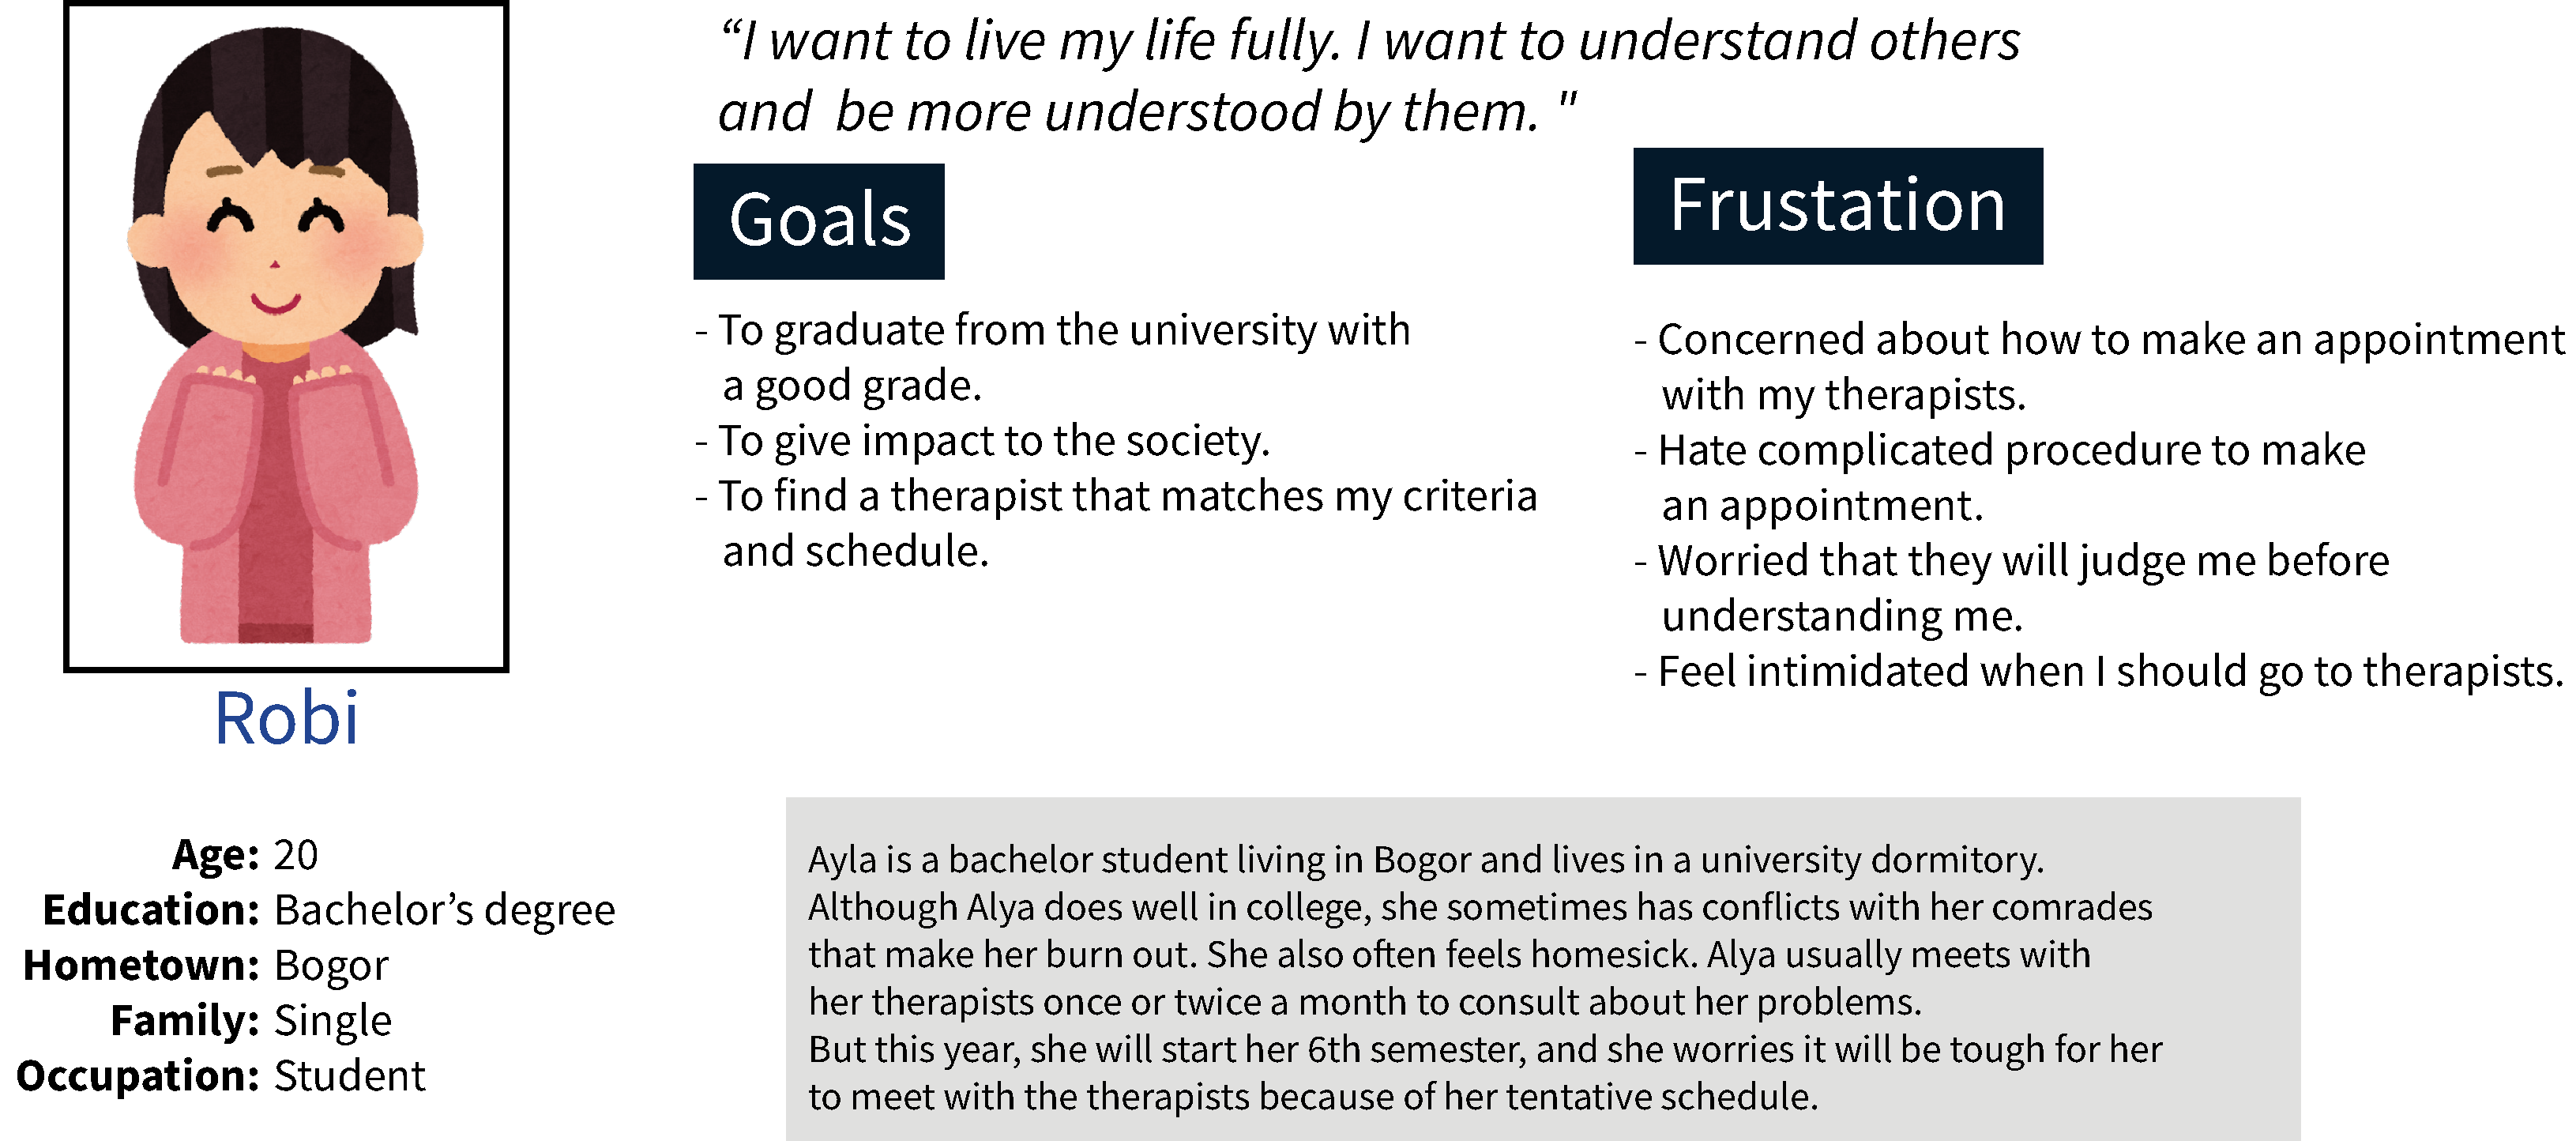 “I want to live my life fully. I want to understand others
and be more understood by them. "
Goals
- To graduate from the university with
a good grade.
- To give impact to the society.
- To find a therapist that matches my criteria
and schedule.
Frustation
- Concerned about how to make an appointment
with my therapists.
- Hate complicated procedure to make
an appointment.
- Worried that they will judge me before
understanding me.
- Feel intimidated when I should go to therapists.
Robi
Age: 20
Education: Bachelor’s degree
Hometown: Bogor
Family: Single
Occupation: Student
Ayla is a bachelor student living in Bogor and lives in a university dormitory.
Although Alya does well in college, she sometimes has conflicts with her comrades
that make her burn out. She also often feels homesick. Alya usually meets with
her therapists once or twice a month to consult about her problems.
But this year, she will start her 6th semester, and she worries it will be tough for her
to meet with the therapists because of her tentative schedule.